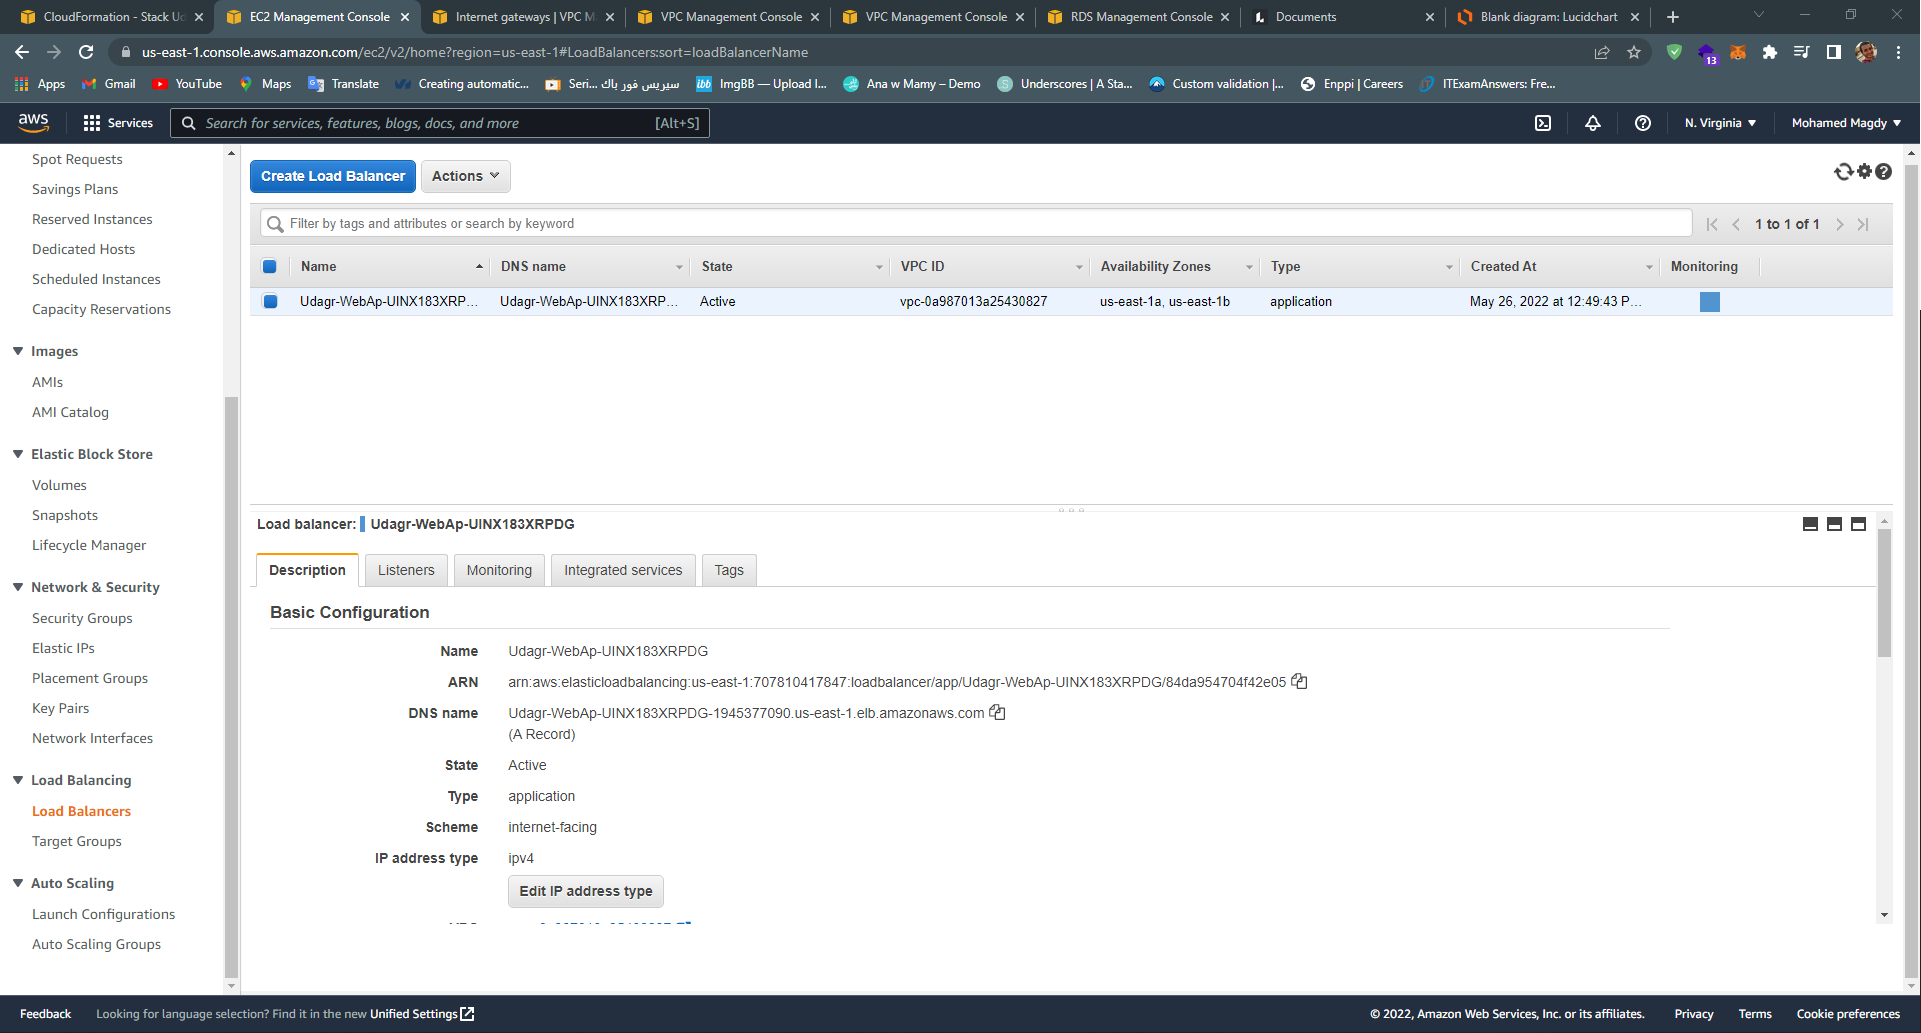 CloudFormation - Stack Ud
EC2 Management Console
Internet gateways | VPC M
VPC Management Console
VPC Management Console
RDS Management Console
Documents
Blank diagram: Lucidchart
us-east-1.console.aws.amazon.com/ec2/v2/home?region=us-east-1#LoadBalancers:sort=loadBalancerName
13
Apps
Gmail
YouTube
Maps
Translate
Creating automatic...
Seri... سيريس فور باك
ibb
ImgBB — Upload I...
Ana w Mamy – Demo
S
Underscores | A Sta...
Custom validation |...
Enppi | Careers
ITExamAnswers: Fre...
aws
Services
Search for services, features, blogs, docs, and more
[Alt+S]
N. Virginia
Mohamed Magdy
Spot Requests
Savings Plans
Reserved Instances
Dedicated Hosts
Scheduled Instances
Capacity Reservations
Images
AMIs
AMI Catalog
Elastic Block Store
Volumes
Snapshots
Lifecycle Manager
Network & Security
Security Groups
Elastic IPs
Placement Groups
Key Pairs
Network Interfaces
Load Balancing
Load Balancers
Target Groups
Auto Scaling
Launch Configurations
Auto Scaling Groups
Create Load Balancer
Actions
Filter by tags and attributes or search by keyword
1 to 1 of 1
Name
DNS name
State
VPC ID
Availability Zones
Type
Created At
Monitoring
Udagr-WebAp-UINX183XRP...
Udagr-WebAp-UINX183XRP...
Active
vpc-0a987013a25430827
us-east-1a, us-east-1b
application
May 26, 2022 at 12:49:43 P...
Load balancer: Udagr-WebAp-UINX183XRPDG
Description
Listeners
Monitoring
Integrated services
Tags
Basic Configuration
Name
Udagr-WebAp-UINX183XRPDG
ARN
arn:aws:elasticloadbalancing:us-east-1:707810417847:loadbalancer/app/Udagr-WebAp-UINX183XRPDG/84da954704f42e05
DNS name
Udagr-WebAp-UINX183XRPDG-1945377090.us-east-1.elb.amazonaws.com
(A Record)
State
Active
Type
application
Scheme
internet-facing
IP address type
ipv4
Edit IP address type
Feedback
Looking for language selection? Find it in the new Unified Settings
© 2022, Amazon Web Services, Inc. or its affiliates.
Privacy
Terms
Cookie preferences